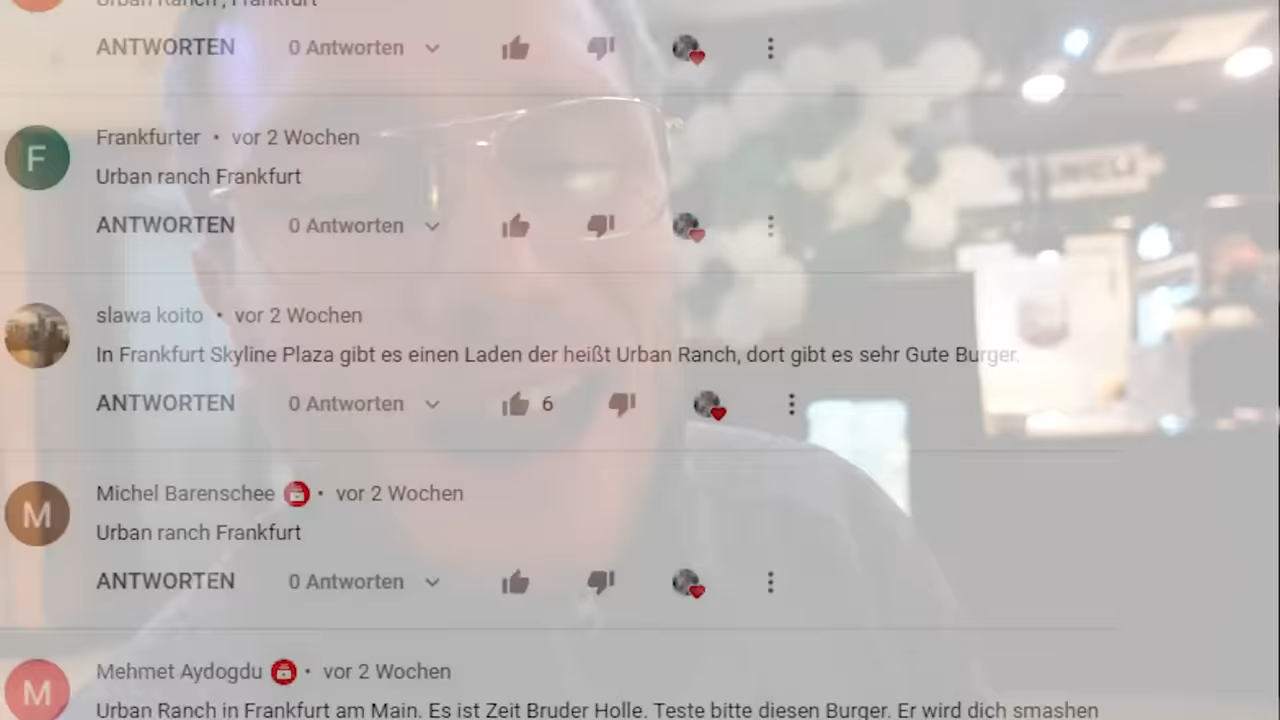 Urban Ranch , Frankfurt
ANTWORTEN 0 Antworten
F Frankfurter • vor 2 Wochen
Urban ranch Frankfurt
ANTWORTEN 0 Antworten
slawa koito • vor 2 Wochen
In Frankfurt Skyline Plaza gibt es einen Laden der heißt Urban Ranch, dort gibt es sehr Gute Burger.
ANTWORTEN 0 Antworten 6
M Michel Barenschee • vor 2 Wochen
Urban ranch Frankfurt
ANTWORTEN 0 Antworten
M Mehmet Aydogdu • vor 2 Wochen
Urban Ranch in Frankfurt am Main. Es ist Zeit Bruder Holle. Teste bitte diesen Burger. Er wird dich smashen